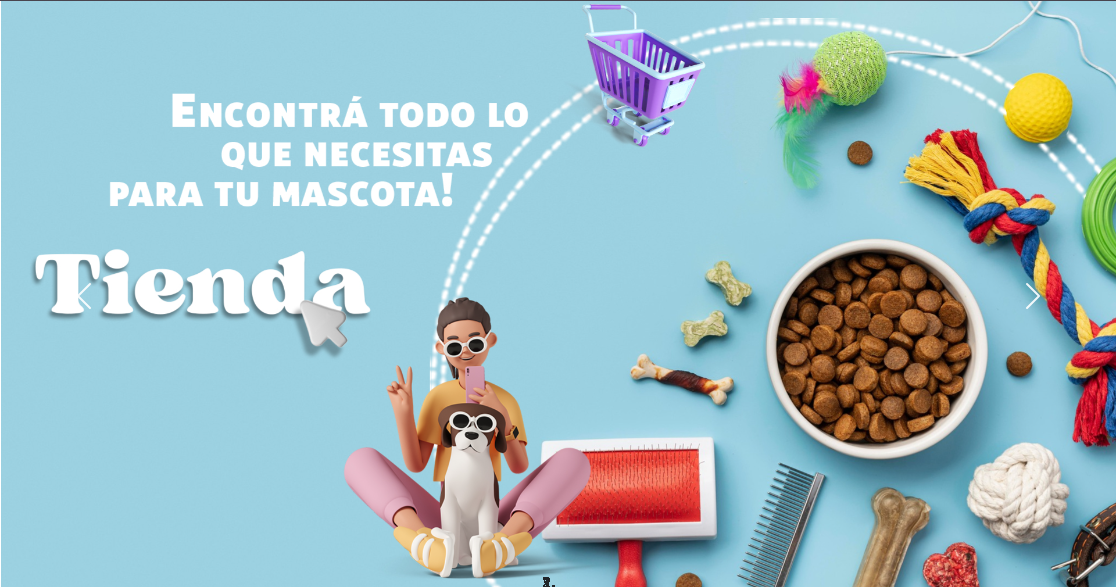 Encontrá todo lo
que necesitas
para tu mascota!
Tienda